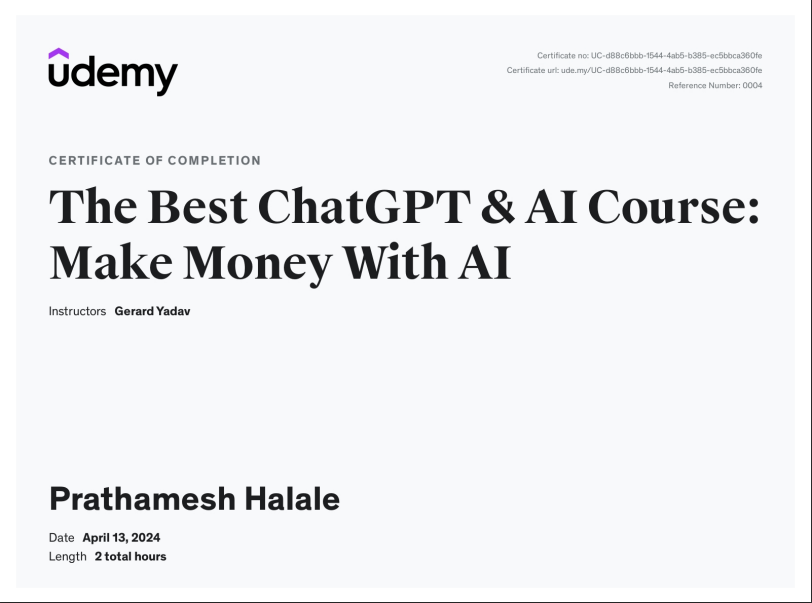 udemy
Certificate no: UC-d88c6bbb-1544-4ab5-b385-ec5bbca360fe
Certificate url: ude.my/UC-d88c6bbb-1544-4ab5-b385-ec5bbca360fe
Reference Number: 0004
CERTIFICATE OF COMPLETION
The Best ChatGPT & AI Course:
Make Money With AI
Instructors Gerard Yadav
Prathamesh Halale
Date April 13, 2024
Length 2 total hours